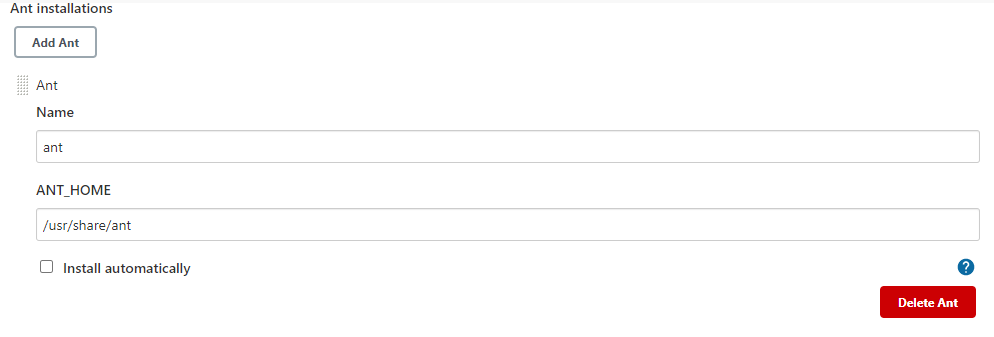 Ant installations
Add Ant
Ant
Name
ant
ANT_HOME
/usr/share/ant
Install automatically
?
Delete Ant